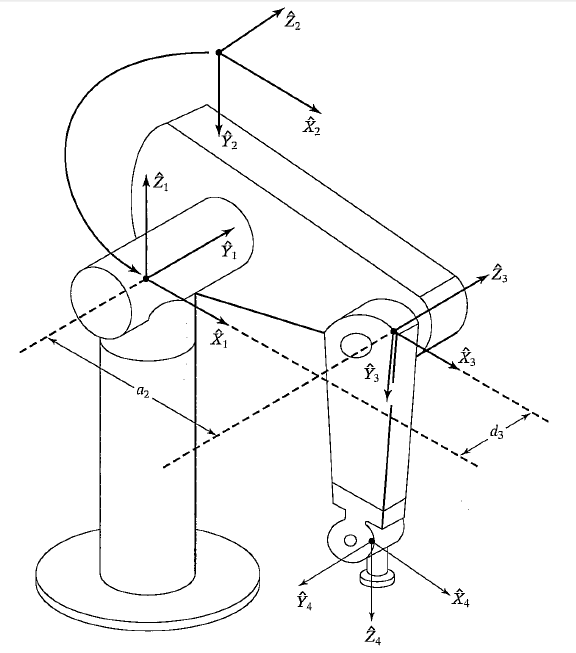 Ẑ₂
X̂₂
Ŷ₂
Ẑ₁
Ŷ₁
X̂₁
Ẑ₃
X̂₃
Ŷ₃
a₂
d₃
Ŷ₄
X̂₄
Ẑ₄